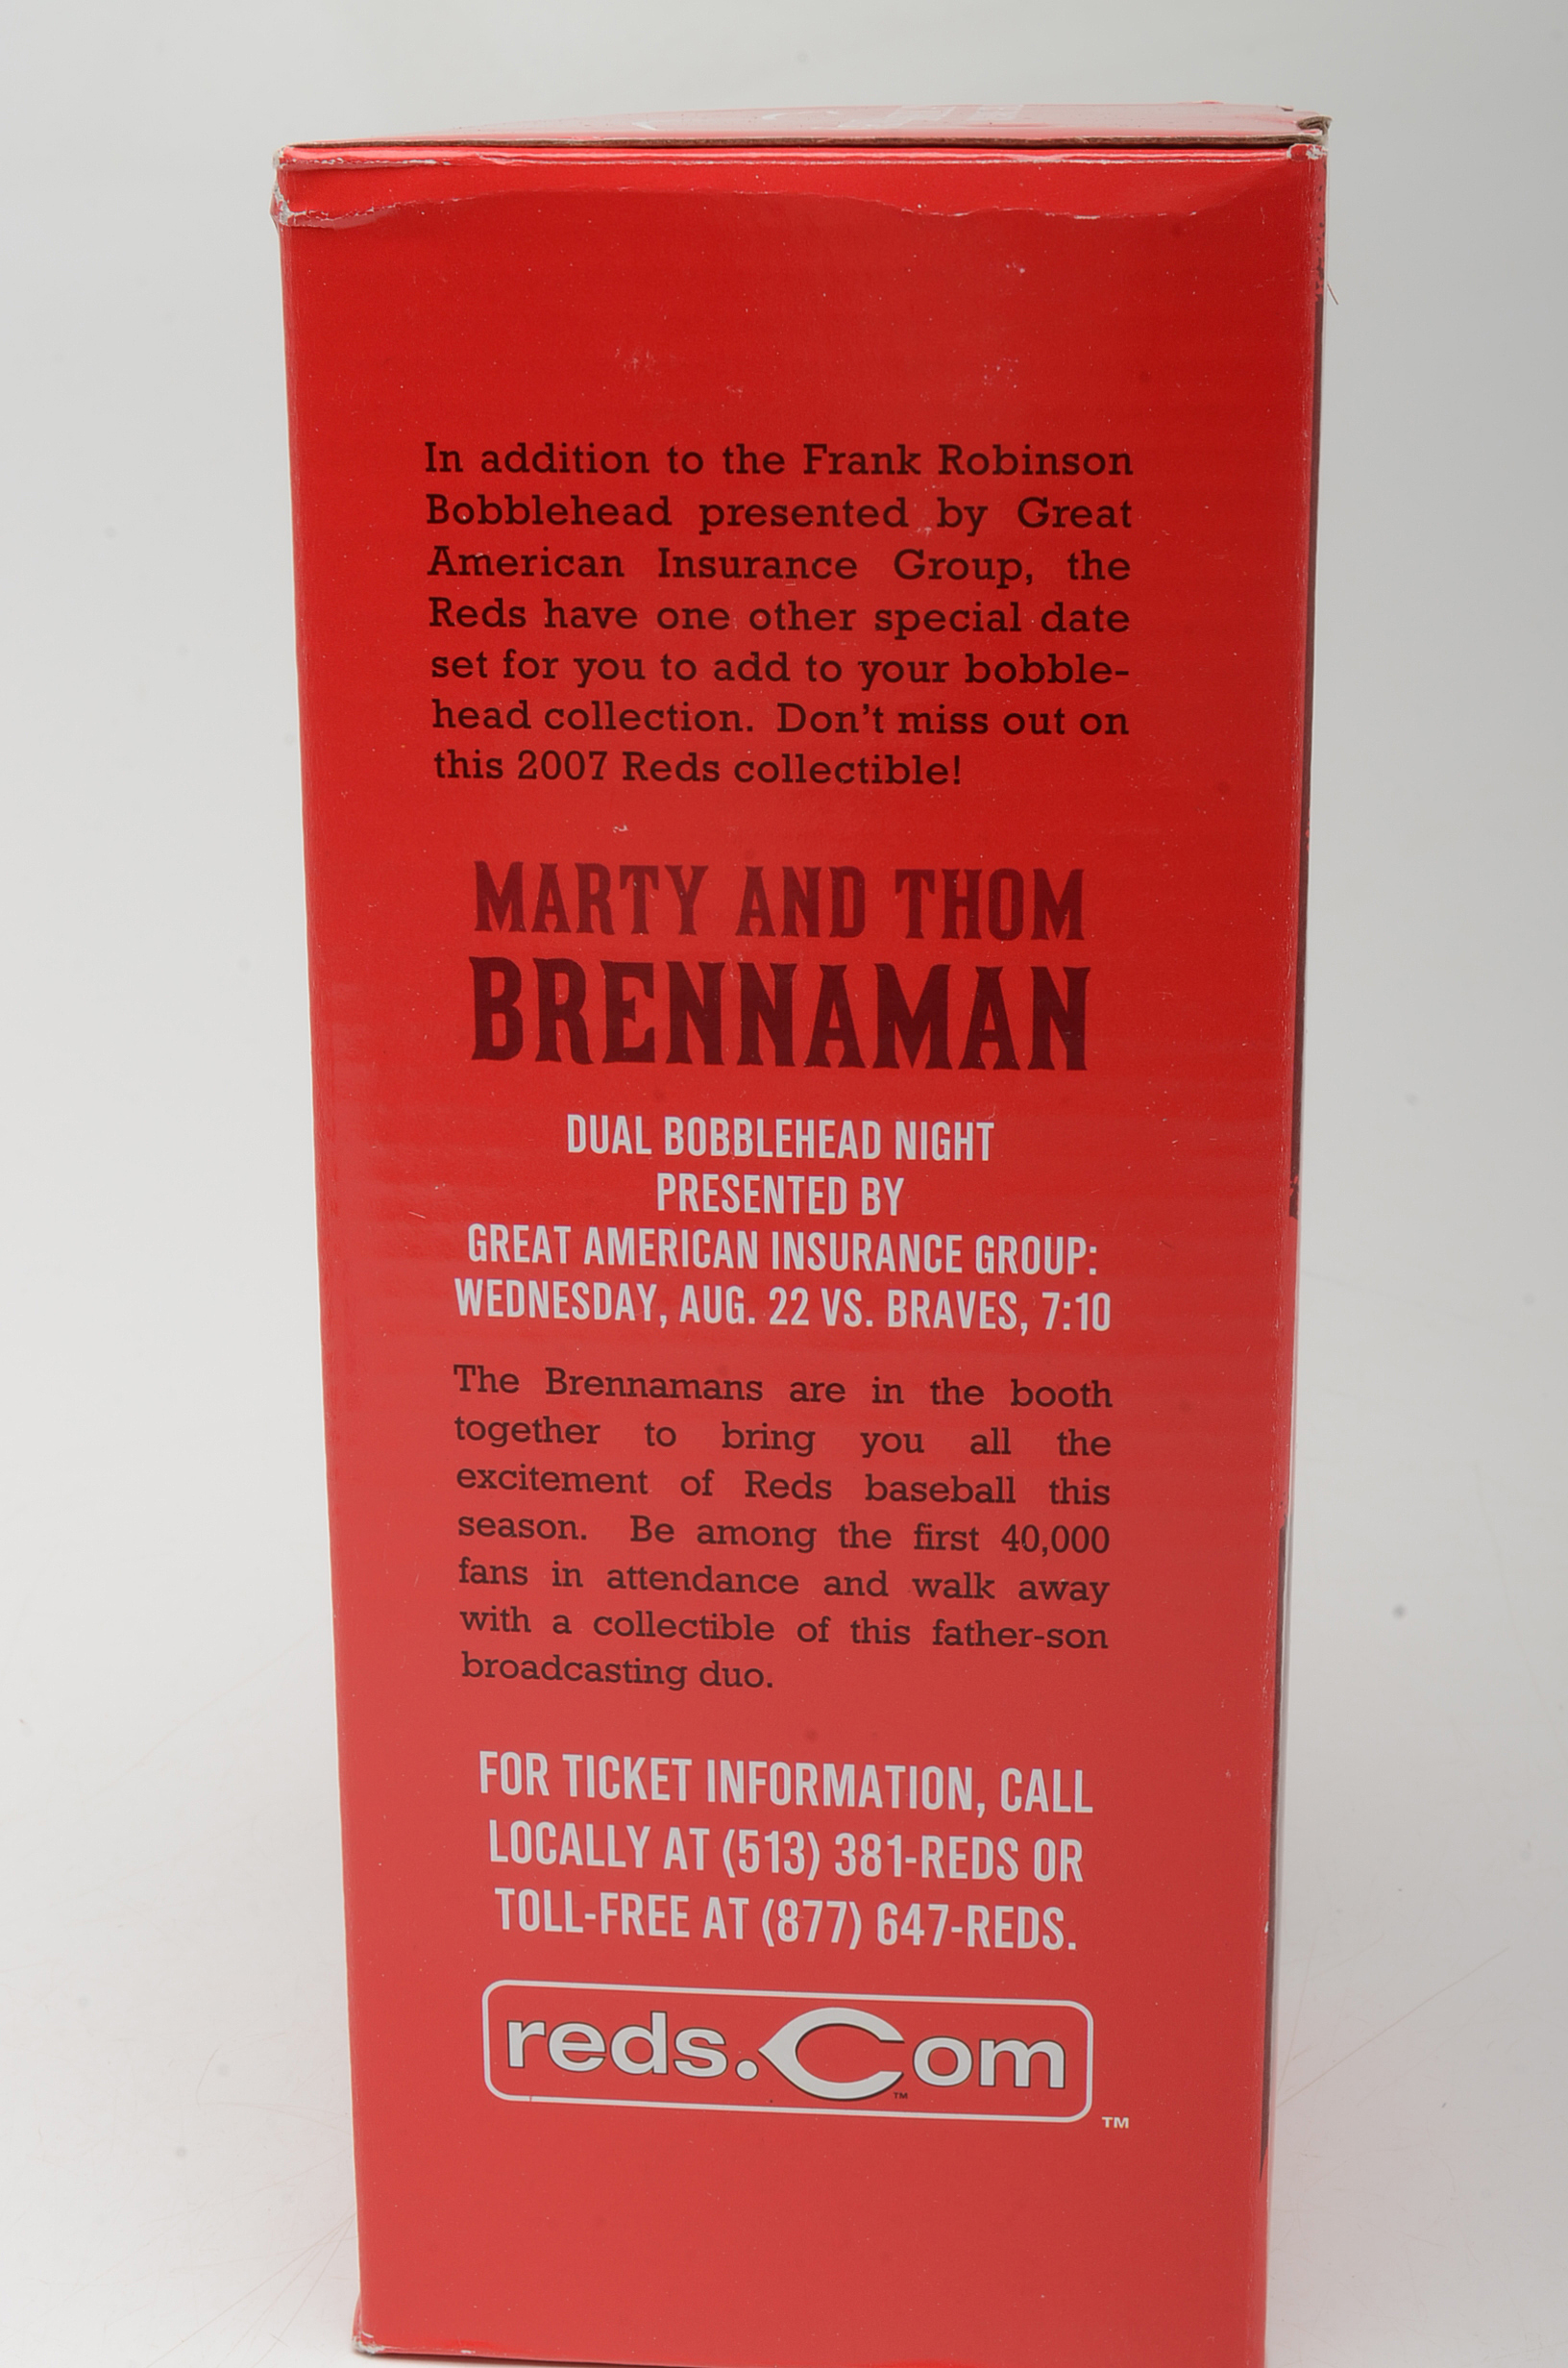 In addition to the Frank Robinson
Bobblehead presented by Great
American Insurance Group, the
Reds have one other special date
set for you to add to your bobble-
head collection. Don't miss out on
this 2007 Reds collectible!
MARTY AND THOM
BRENNAMAN
DUAL BOBBLEHEAD NIGHT
PRESENTED BY
GREAT AMERICAN INSURANCE GROUP:
WEDNESDAY, AUG. 22 VS. BRAVES, 7:10
The Brennamans are in the booth
together to bring you all the
excitement of Reds baseball this
season. Be among the first 40,000
fans in attendance and walk away
with a collectible of this father-son
broadcasting duo.
FOR TICKET INFORMATION, CALL
LOCALLY AT (513) 381-REDS OR
TOLL-FREE AT (877) 647-REDS.
reds.Com
TM
TM